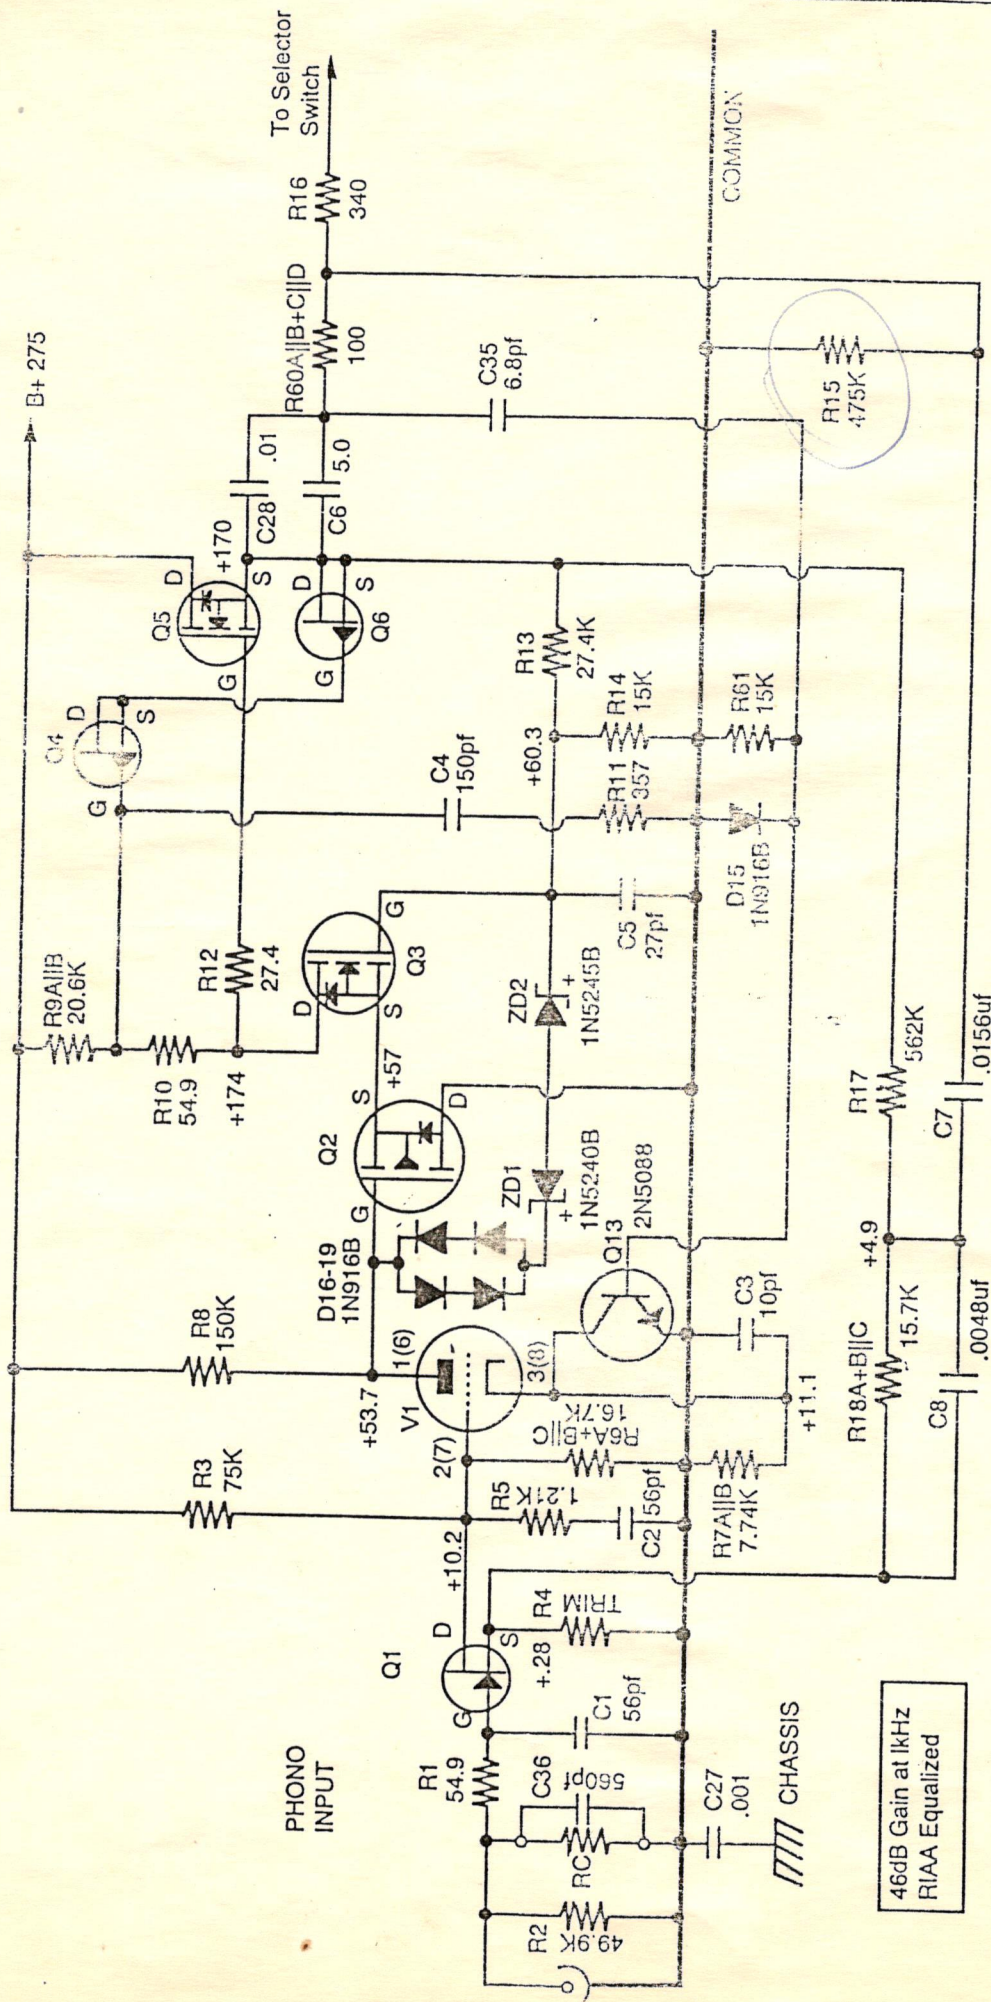 B+ 275
To Selector
Switch
R16
340
R60A||B+C||D
100
C35
6.8pf
COMMON
R15
475K
.01
C28
5.0
C6
+170
D
S
Q5
G
D
S
Q6
G
Q4
D
S
G
R13
27.4K
R14
15K
R61
15K
+60.3
C4
150pf
R11
357
D15
1N916B
C5
27pf
R9A||B
20.6K
R10
54.9
+174
R12
27.4
D
S
G
Q3
+57
S
D
Q2
G
ZD2
1N5245B
+
ZD1
1N5240B
+
D16-19
1N916B
Q13
2N5088
R8
150K
+53.7
1(6)
V1
3(8)
2(7)
R3
75K
+10.2
R5
1.21K
C2
56pf
R6A+B||C
16.7K
R7A||B
7.74K
C3
10pf
+11.1
R17
562K
+4.9
R18A+B||C
15.7K
C7
.0156uf
C8
.0048uf
Q1
D
S
G
+.28
R4
TRIM
PHONO
INPUT
R1
54.9
C1
56pf
C36
560pf
RC
R2
49.9K
C27
.001
CHASSIS
46dB Gain at IkHz
RIAA Equalized